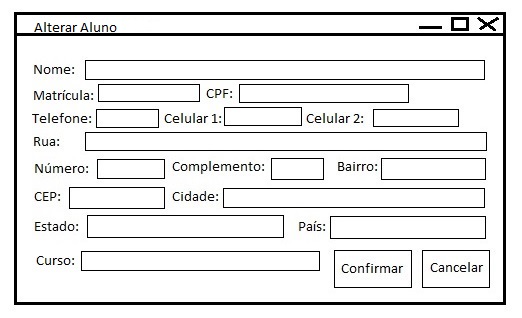 Alterar Aluno
Nome:
Matrícula: CPF:
Telefone: Celular 1: Celular 2:
Rua:
Número: Complemento: Bairro:
CEP: Cidade:
Estado: País:
Curso: Confirmar Cancelar